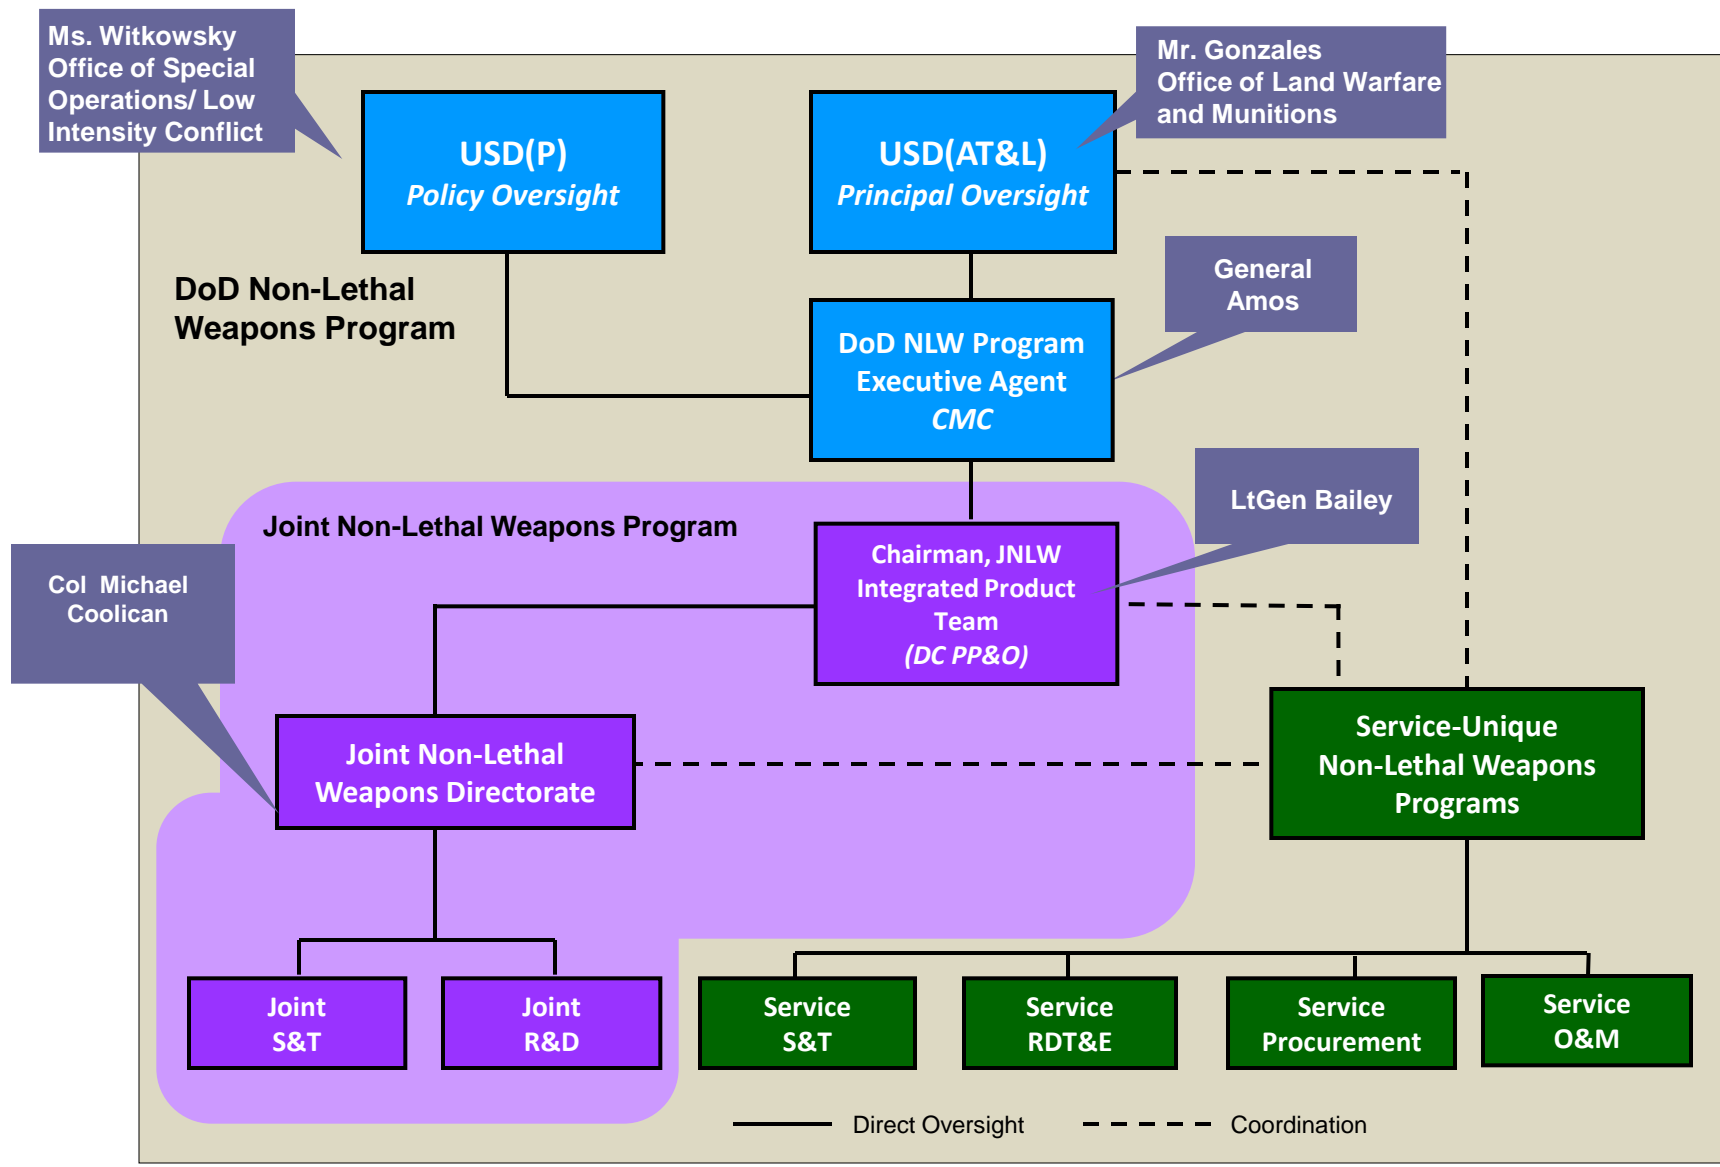 Ms. Witkowsky
Office of Special
Operations/ Low
Intensity Conflict
Mr. Gonzales
Office of Land Warfare
and Munitions
USD(P)
Policy Oversight
USD(AT&L)
Principal Oversight
General
Amos
DoD Non-Lethal
Weapons Program
DoD NLW Program
Executive Agent
CMC
LtGen Bailey
Joint Non-Lethal Weapons Program
Chairman, JNLW
Integrated Product
Team
(DC PP&O)
Col  Michael
Coolican
Joint Non-Lethal
Weapons Directorate
Service-Unique
Non-Lethal Weapons
Programs
Joint
S&T
Joint
R&D
Service
S&T
Service
RDT&E
Service
Procurement
Service
O&M
Direct Oversight
Coordination